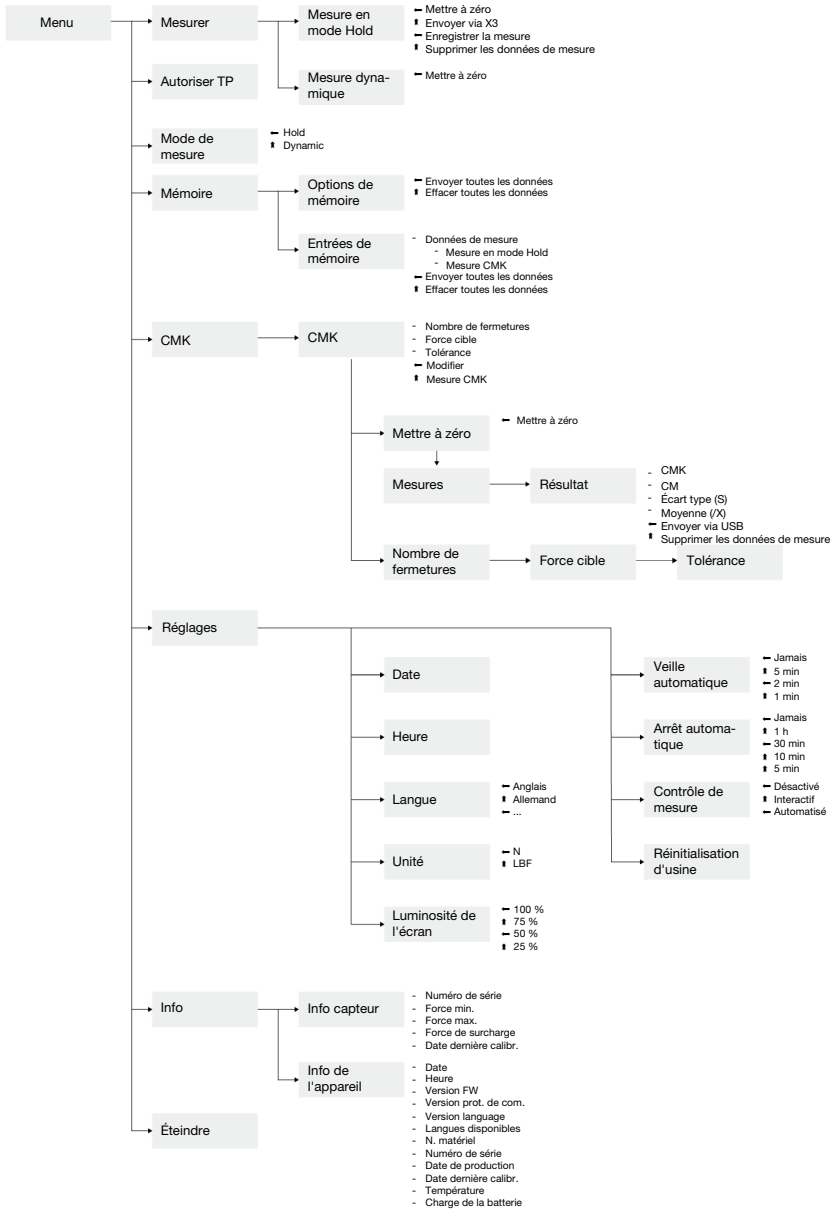 Menu
Mesurer
Mesure en
mode Hold
Mettre à zéro
Envoyer via X3
Enregistrer la mesure
Supprimer les données de mesure
Autoriser TP
Mesure dyna-
mique
Mettre à zéro
Mode de
mesure
Hold
Dynamic
Mémoire
Options de
mémoire
Envoyer toutes les données
Effacer toutes les données
Entrées de
mémoire
- Données de mesure
- Mesure en mode Hold
- Mesure CMK
Envoyer toutes les données
Effacer toutes les données
CMK
CMK
- Nombre de fermetures
- Force cible
- Tolérance
Modifier
Mesure CMK
Mettre à zéro
Mettre à zéro
Mesures
Résultat
- CMK
- CM
- Écart type (S)
- Moyenne (/X)
Envoyer via USB
Supprimer les données de mesure
Nombre de
fermetures
Force cible
Tolérance
Réglages
Date
Heure
Langue
Anglais
Allemand
...
Unité
N
LBF
Luminosité de
l'écran
100 %
75 %
50 %
25 %
Veille
automatique
Jamais
5 min
2 min
1 min
Arrêt automa-
tique
Jamais
1 h
30 min
10 min
5 min
Contrôle de
mesure
Désactivé
Interactif
Automatisé
Réinitialisation
d'usine
Info
Info capteur
- Numéro de série
- Force min.
- Force max.
- Force de surcharge
- Date dernière calibr.
Info de
l'appareil
- Date
- Heure
- Version FW
- Version prot. de com.
- Version language
- Langues disponibles
- N. matériel
- Numéro de série
- Date de production
- Date dernière calibr.
- Température
- Charge de la batterie
Éteindre